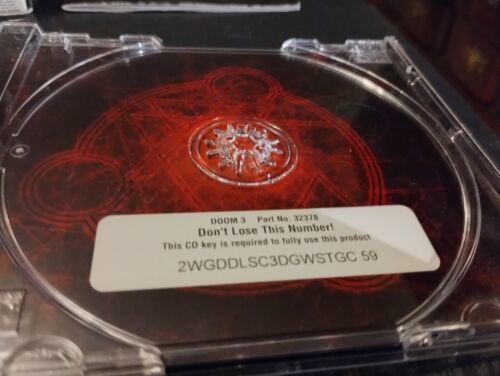 DOOM 3 Part No: 32378
Don't Lose This Number!
This CD key is required to fully use this product
2WGDDLSC3DGWSTGC 59